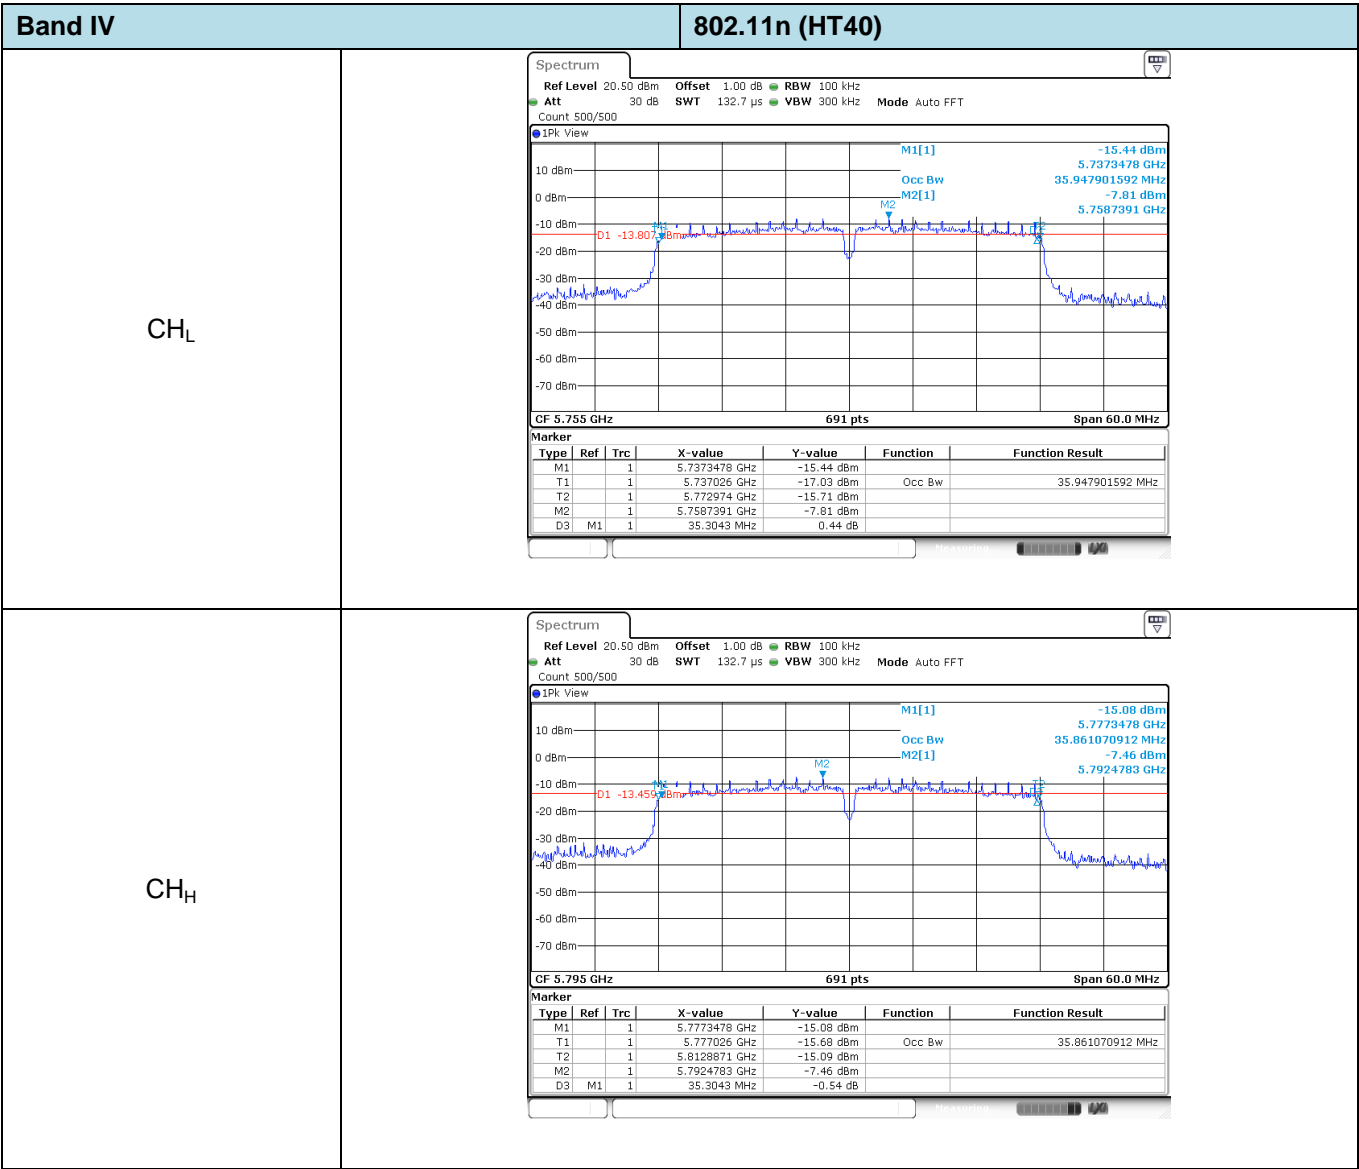 Band IV 802.11n (HT40)
CHL
Spectrum
Ref Level 20.50 dBm Offset 1.00 dB RBW 100 kHz
Att 30 dB SWT 132.7 µs VBW 300 kHz Mode Auto FFT
Count 500/500
1Pk View
M1[1] -15.44 dBm
5.7373478 GHz
Occ Bw 35.947901592 MHz
M2[1] -7.81 dBm
5.7587391 GHz
10 dBm
0 dBm
M2
-10 dBm
D1 -13.807 dBm
-20 dBm
-30 dBm
-40 dBm
-50 dBm
-60 dBm
-70 dBm
CF 5.755 GHz 691 pts Span 60.0 MHz
Marker
Type Ref Trc X-value Y-value Function Function Result
M1 1 5.7373478 GHz -15.44 dBm
T1 1 5.737026 GHz -17.03 dBm Occ Bw 35.947901592 MHz
T2 1 5.772974 GHz -15.71 dBm
M2 1 5.7587391 GHz -7.81 dBm
D3 M1 1 35.3043 MHz 0.44 dB
Measuring
CHH
Spectrum
Ref Level 20.50 dBm Offset 1.00 dB RBW 100 kHz
Att 30 dB SWT 132.7 µs VBW 300 kHz Mode Auto FFT
Count 500/500
1Pk View
M1[1] -15.08 dBm
5.7773478 GHz
Occ Bw 35.861070912 MHz
M2[1] -7.46 dBm
5.7924783 GHz
10 dBm
0 dBm
M2
-10 dBm
D1 -13.459 dBm
-20 dBm
-30 dBm
-40 dBm
-50 dBm
-60 dBm
-70 dBm
CF 5.795 GHz 691 pts Span 60.0 MHz
Marker
Type Ref Trc X-value Y-value Function Function Result
M1 1 5.7773478 GHz -15.08 dBm
T1 1 5.777026 GHz -15.68 dBm Occ Bw 35.861070912 MHz
T2 1 5.8128871 GHz -15.09 dBm
M2 1 5.7924783 GHz -7.46 dBm
D3 M1 1 35.3043 MHz -0.54 dB
Measuring